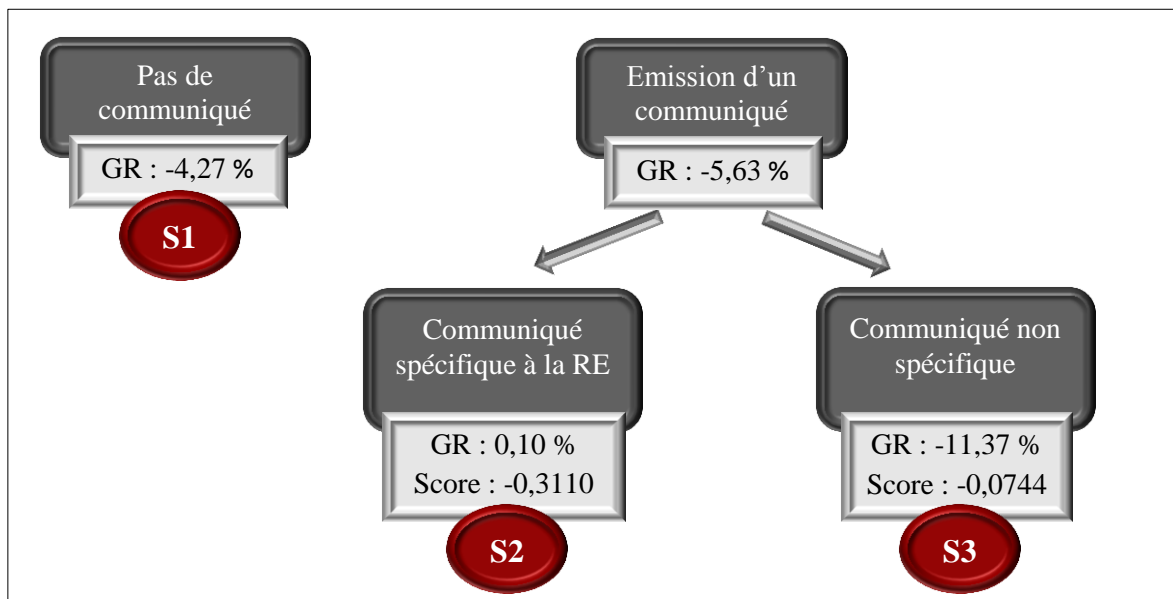 Pas de
communiqué
GR : -4,27 %
S1
Emission d’un
communiqué
GR : -5,63 %
Communiqué
spécifique à la RE
GR : 0,10 %
Score : -0,3110
S2
Communiqué non
spécifique
GR : -11,37 %
Score : -0,0744
S3